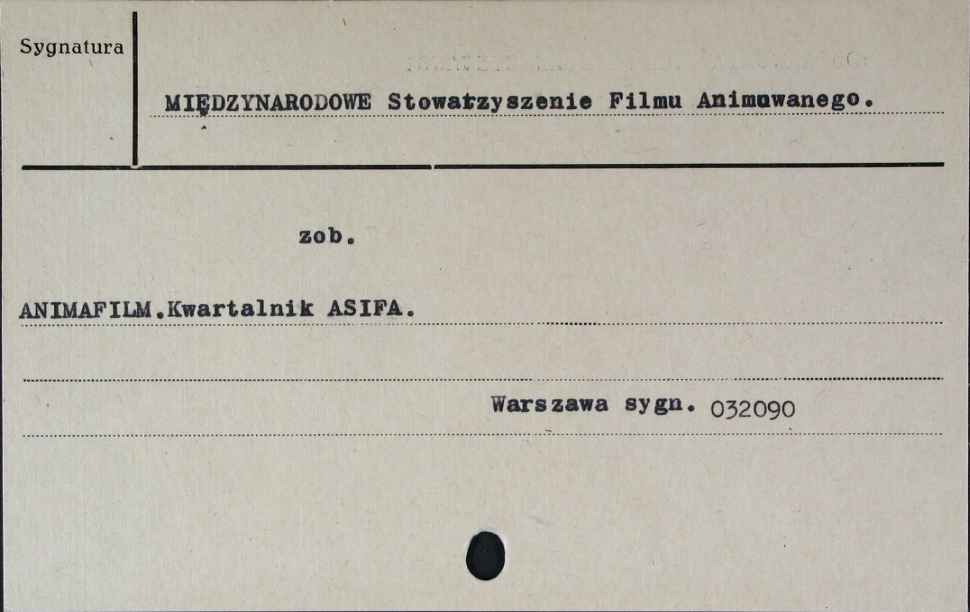 Sygnatura
MIĘDZYNARODOWE Stowarzyszenie Filmu Animowanego.
zob.
ANIMAFILM.Kwartalnik ASIFA.
Warszawa sygn. 032090